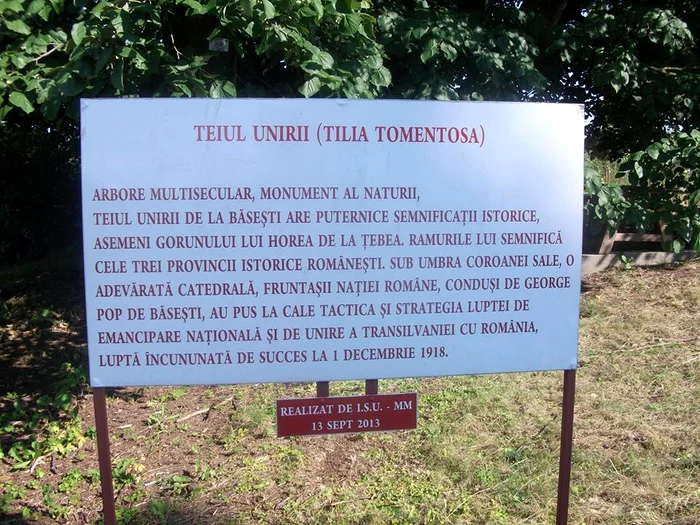 TEIUL UNIRII (TILIA TOMENTOSA)
ARBORE MULTISECULAR, MONUMENT AL NATURII,
TEIUL UNIRII DE LA BĂSEȘTI ARE PUTERNICE SEMNIFICAȚII ISTORICE,
ASEMENI GORUNULUI LUI HOREA DE LA ȚEBEA. RAMURILE LUI SEMNIFICĂ
CELE TREI PROVINCII ISTORICE ROMÂNEȘTI. SUB UMBRA COROANEI SALE, O
ADEVĂRATĂ CATEDRALĂ, FRUNTAȘII NAȚIEI ROMÂNE, CONDUȘI DE GEORGE
POP DE BĂSEȘTI, AU PUS LA CALE TACTICA ȘI STRATEGIA LUPTEI DE
EMANCIPARE NAȚIONALĂ ȘI DE UNIRE A TRANSILVANIEI CU ROMÂNIA,
LUPTĂ ÎNCUNUNATĂ DE SUCCES LA 1 DECEMBRIE 1918.
REALIZAT DE I.S.U. - MM
13 SEPT 2013